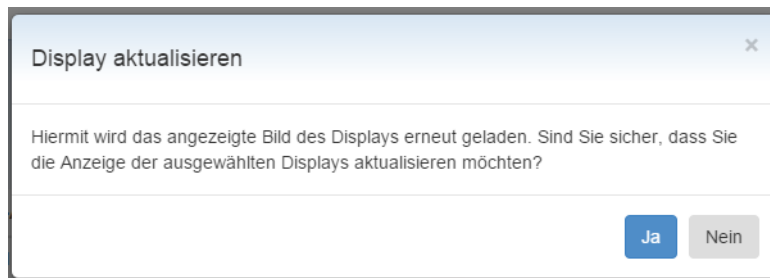 Display aktualisieren
×
Hiermit wird das angezeigte Bild des Displays erneut geladen. Sind Sie sicher, dass Sie
die Anzeige der ausgewählten Displays aktualisieren möchten?
Ja Nein